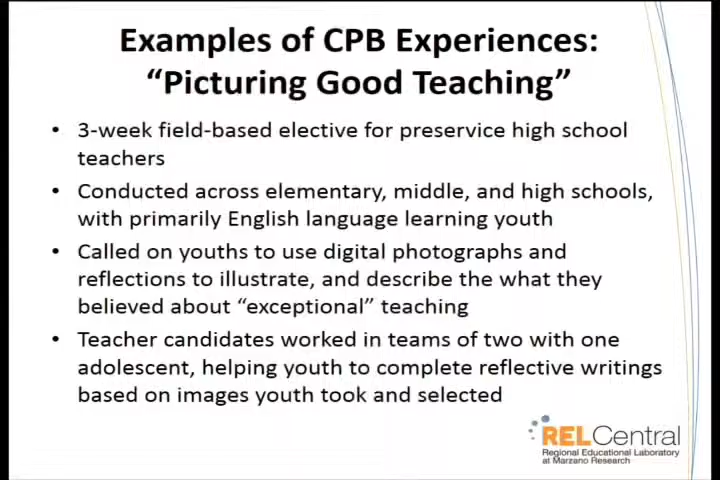 Examples of CPB Experiences:
“Picturing Good Teaching”
• 3-week field-based elective for preservice high school
teachers
• Conducted across elementary, middle, and high schools,
with primarily English language learning youth
• Called on youths to use digital photographs and
reflections to illustrate, and describe the what they
believed about “exceptional” teaching
• Teacher candidates worked in teams of two with one
adolescent, helping youth to complete reflective writings
based on images youth took and selected
RELCentral
Regional Educational Laboratory
at Marzano Research